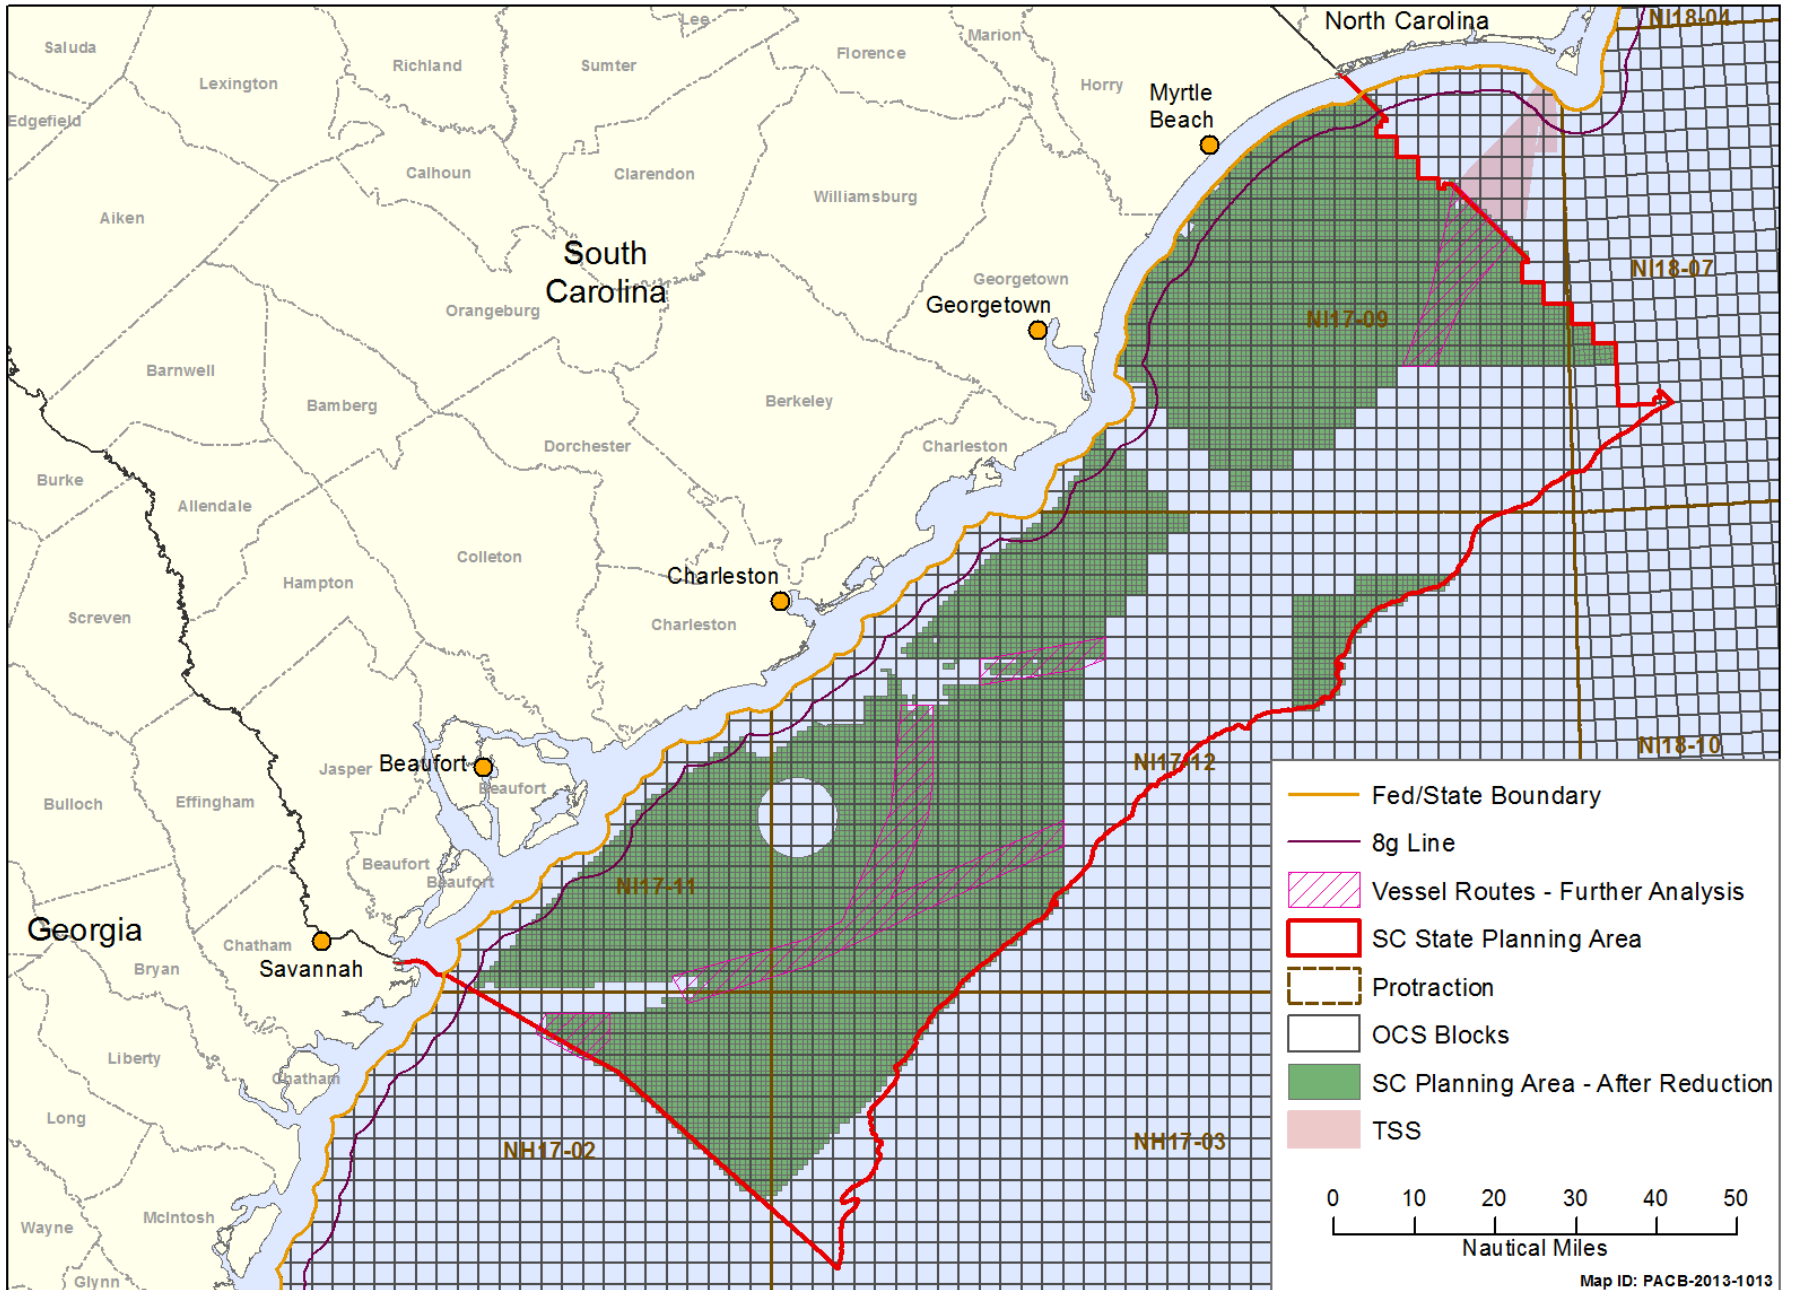 North Carolina
NI18-04
Lee
Marion
Saluda
Richland
Sumter
Florence
Lexington
Horry
Myrtle
Beach
Edgefield
Calhoun
Clarendon
Williamsburg
Aiken
South
Carolina
NI18-07
Georgetown
Georgetown
Orangeburg
NI17-09
Barnwell
Bamberg
Berkeley
Dorchester
Charleston
Burke
Allendale
Colleton
Hampton
Charleston
Screven
Charleston
NI18-10
NI17-12
Jasper
Beaufort
Beaufort
Bulloch
Effingham
Beaufort
Beaufort
NI17-11
Georgia
Chatham
Savannah
Bryan
Liberty
Chatham
Long
NH17-02
NH17-03
McIntosh
Wayne
Glynn
Fed/State Boundary
8g Line
Vessel Routes - Further Analysis
SC State Planning Area
Protraction
OCS Blocks
SC Planning Area - After Reduction
TSS
0 10 20 30 40 50
Nautical Miles
Map ID: PACB-2013-1013